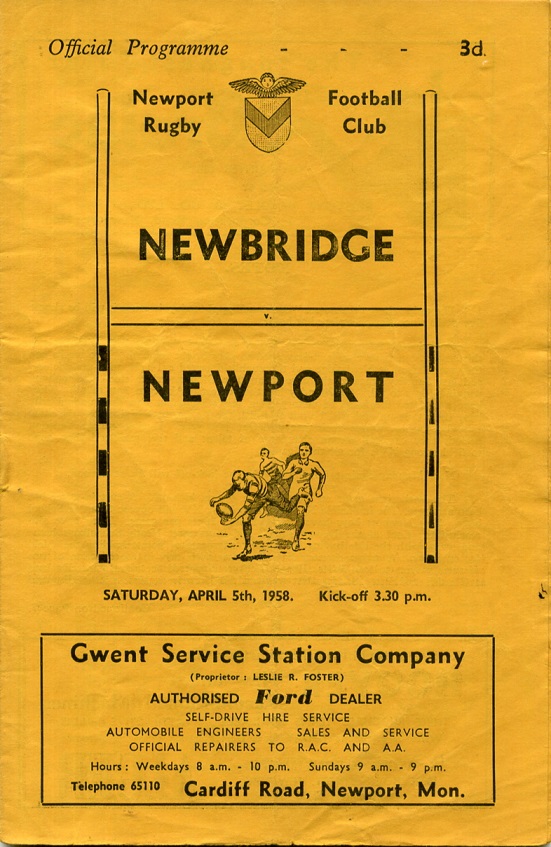 Official Programme - - - 3d.
Newport Rugby Football Club
NEWBRIDGE
v.
NEWPORT
SATURDAY, APRIL 5th, 1958. Kick-off 3.30 p.m.
Gwent Service Station Company
(Proprietor : LESLIE R. FOSTER)
AUTHORISED Ford DEALER
SELF-DRIVE HIRE SERVICE
AUTOMOBILE ENGINEERS SALES AND SERVICE
OFFICIAL REPAIRERS TO R.A.C. AND A.A.
Hours : Weekdays 8 a.m. - 10 p.m. Sundays 9 a.m. - 9 p.m.
Telephone 65110 Cardiff Road, Newport, Mon.